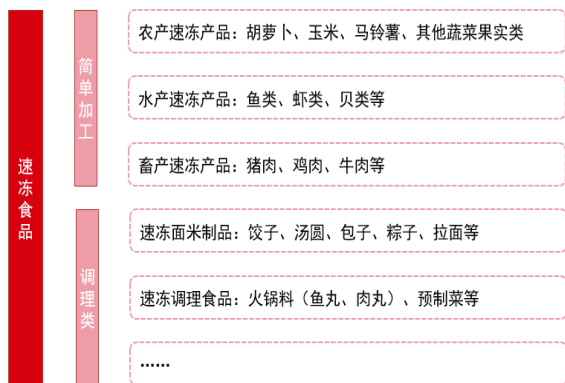 速冻食品
简单加工
农产速冻产品：胡萝卜、玉米、马铃薯、其他蔬菜果实类
水产速冻产品：鱼类、虾类、贝类等
畜产速冻产品：猪肉、鸡肉、牛肉等
调理类
速冻面米制品：饺子、汤圆、包子、粽子、拉面等
速冻调理食品：火锅料（鱼丸、肉丸）、预制菜等
……